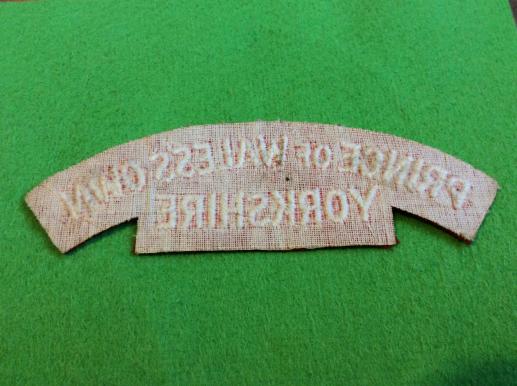 PRINCE OF WALES'S OWN
YORKSHIRE